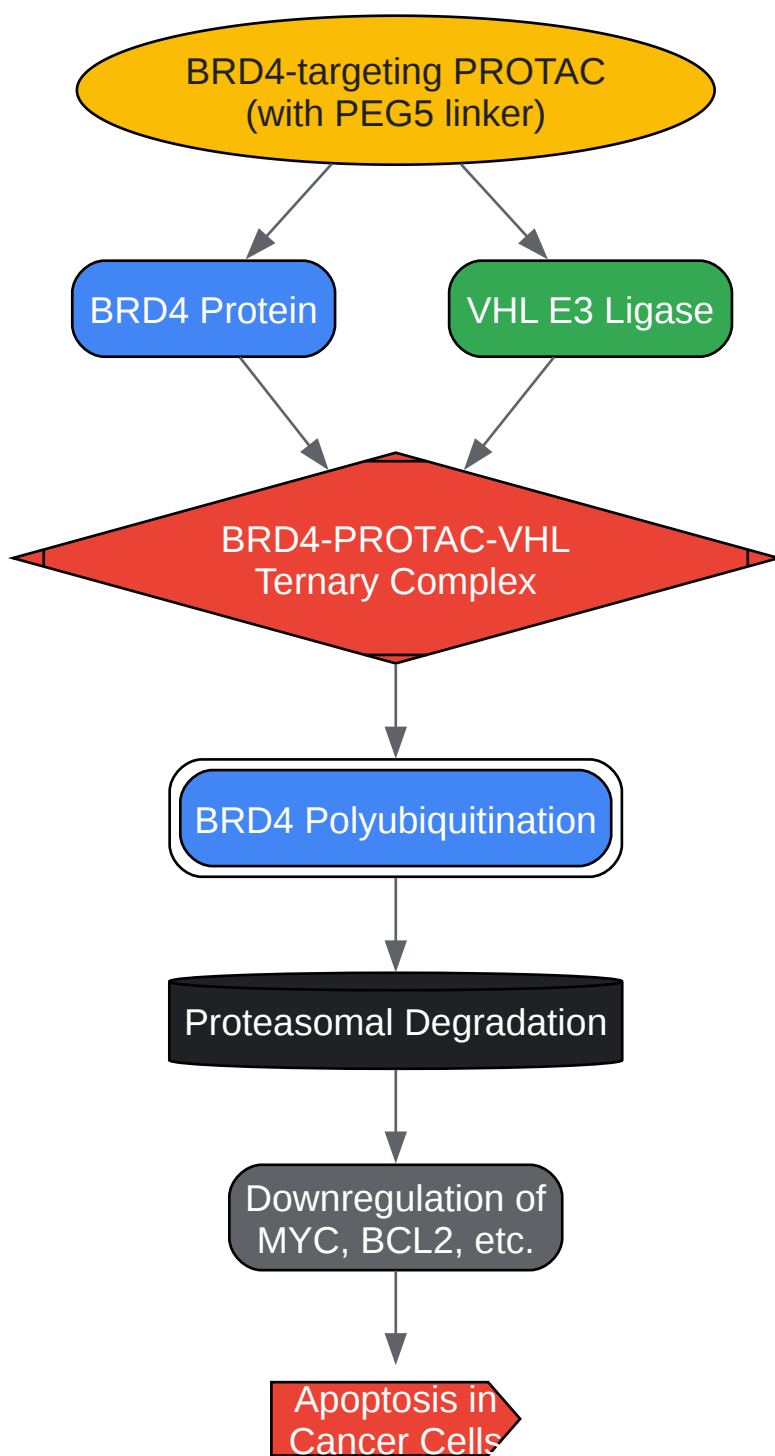 BRD4-targeting PROTAC
(with PEG5 linker)
BRD4 Protein
VHL E3 Ligase
BRD4-PROTAC-VHL
Ternary Complex
BRD4 Polyubiquitination
Proteasomal Degradation
Downregulation of
MYC, BCL2, etc.
Apoptosis in
Cancer Cells